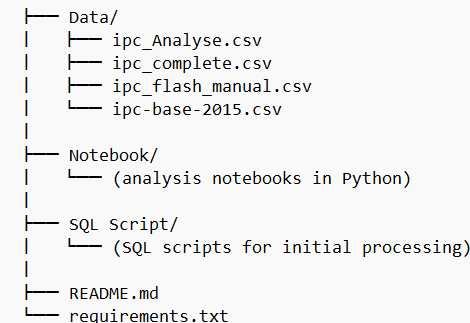 ├── Data/
│   ├── ipc_Analyse.csv
│   ├── ipc_complete.csv
│   ├── ipc_flash_manual.csv
│   └── ipc-base-2015.csv
│
├── Notebook/
│   └── (analysis notebooks in Python)
│
├── SQL Script/
│   └── (SQL scripts for initial processing)
│
├── README.md
└── requirements.txt